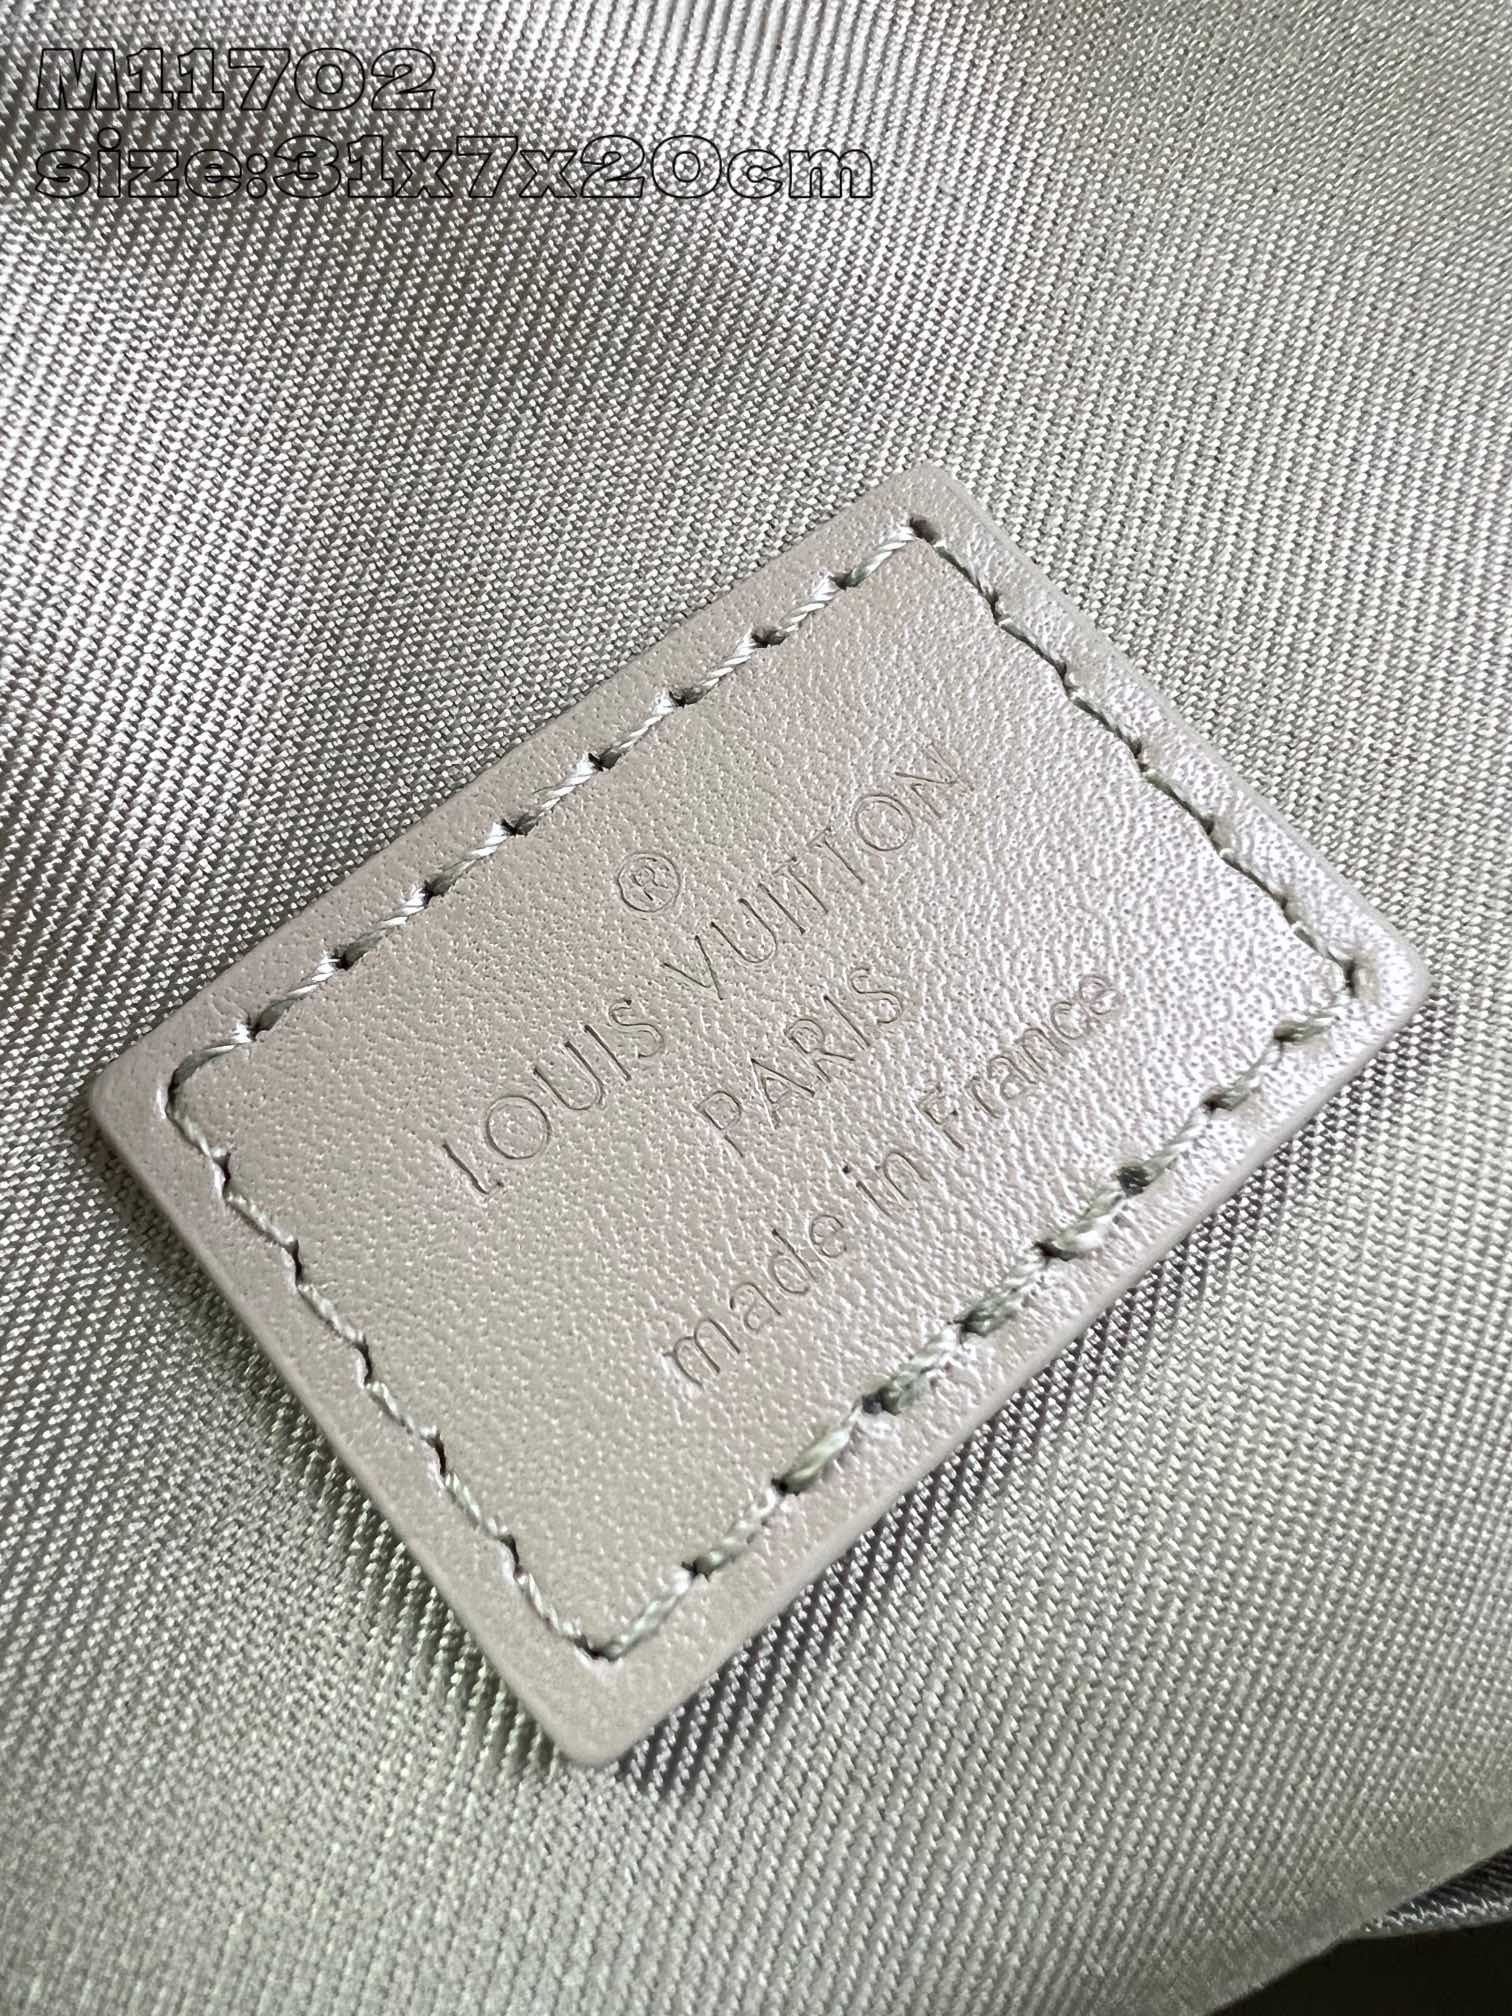 M11702
size:31x7x20cm
®
LOUIS VUITTON
PARIS
made in France